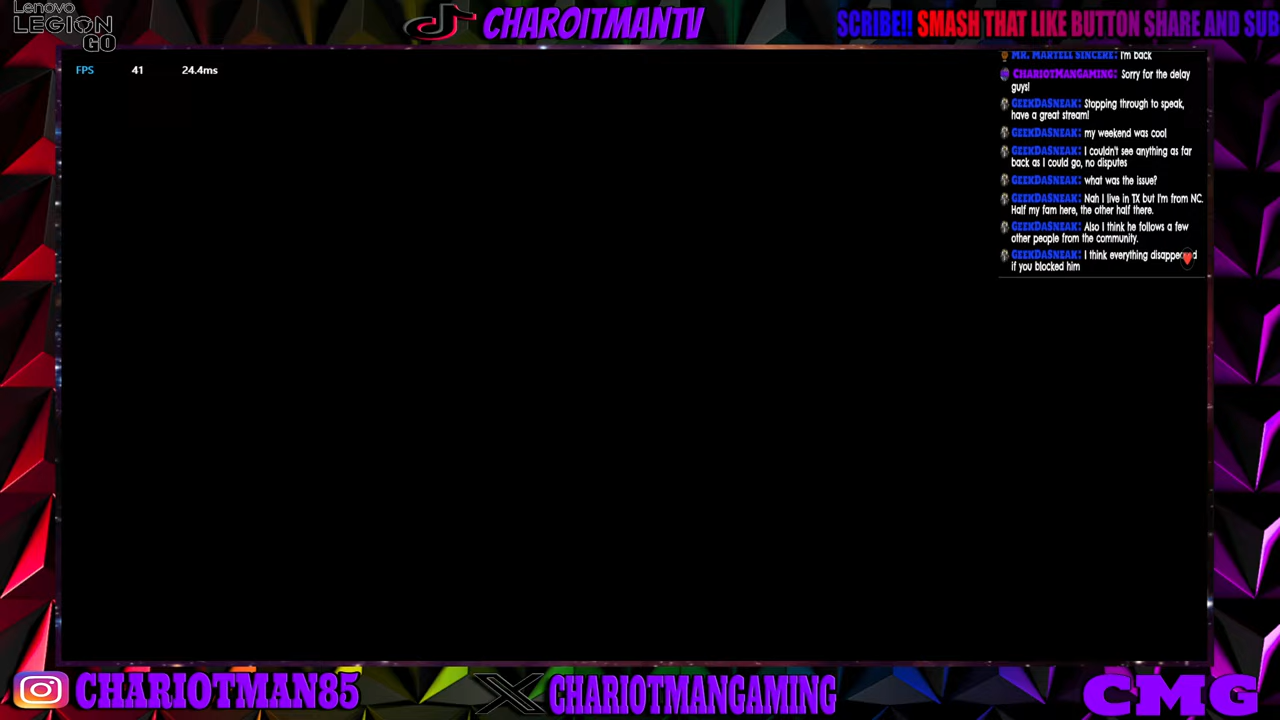 Lenovo
LEGION
GO
CHAROITMANTV
SCRIBE!! SMASH THAT LIKE BUTTON SHARE AND SUB
FPS 41 24.4ms
MR. MARTELL SINCERE: I'm back
CHARIOTMANGAMING: Sorry for the delay
guys!
GEEKDASNEAK: Stopping through to speak,
have a great stream!
GEEKDASNEAK: my weekend was cool
GEEKDASNEAK: I couldn't see anything as far
back as I could go, no disputes
GEEKDASNEAK: what was the issue?
GEEKDASNEAK: Nah I live in TX but I'm from NC.
Half my fam here, the other half there.
GEEKDASNEAK: Also I think he follows a few
other people from the community.
GEEKDASNEAK: I think everything disappeared
if you blocked him
CHARIOTMAN85
CHARIOTMANGAMING
CMG